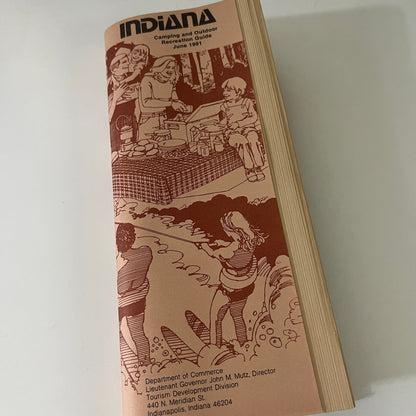 INDIANA
Camping and Outdoor
Recreation Guide
June 1981
Department of Commerce
Lieutenant Governor John M. Mutz, Director
Tourism Development Division
440 N. Meridian St.
Indianapolis, Indiana 46204